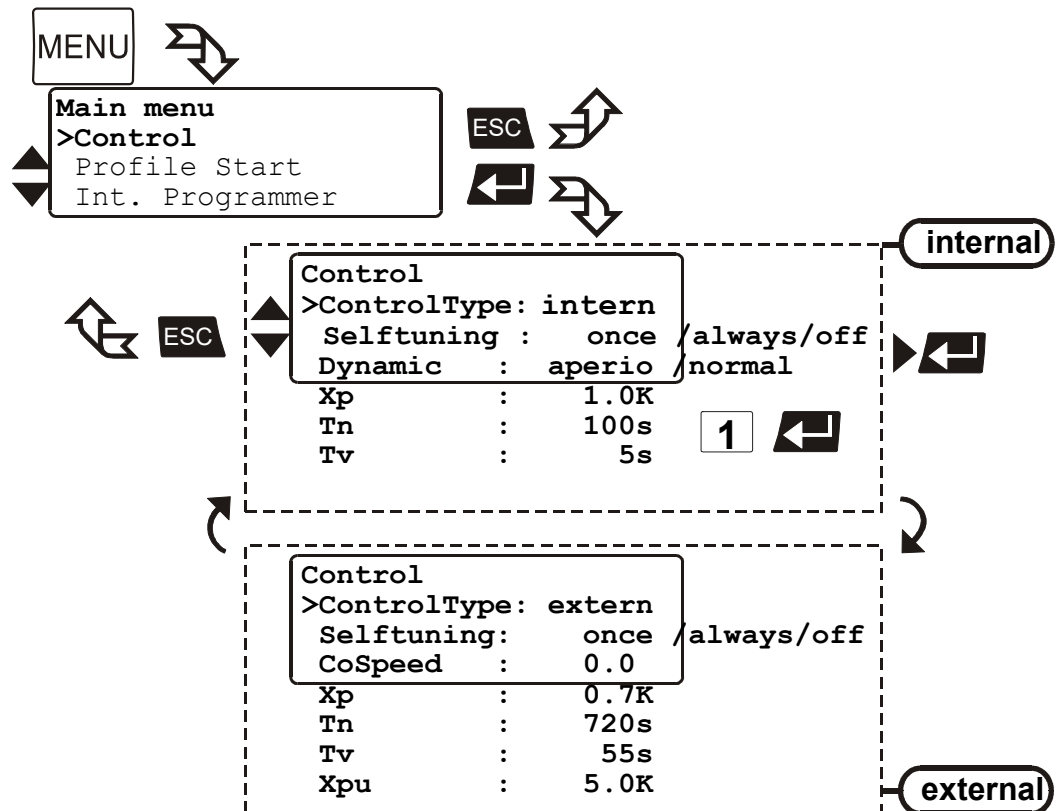 MENU
Main menu
>Control
Profile Start
Int. Programmer
ESC
internal
Control
>ControlType: intern
Selftuning : once /always/off
Dynamic : aperio /normal
Xp : 1.0K
Tn : 100s
Tv : 5s
ESC
1
Control
>ControlType: extern
Selftuning: once /always/off
CoSpeed : 0.0
Xp : 0.7K
Tn : 720s
Tv : 55s
Xpu : 5.0K
external